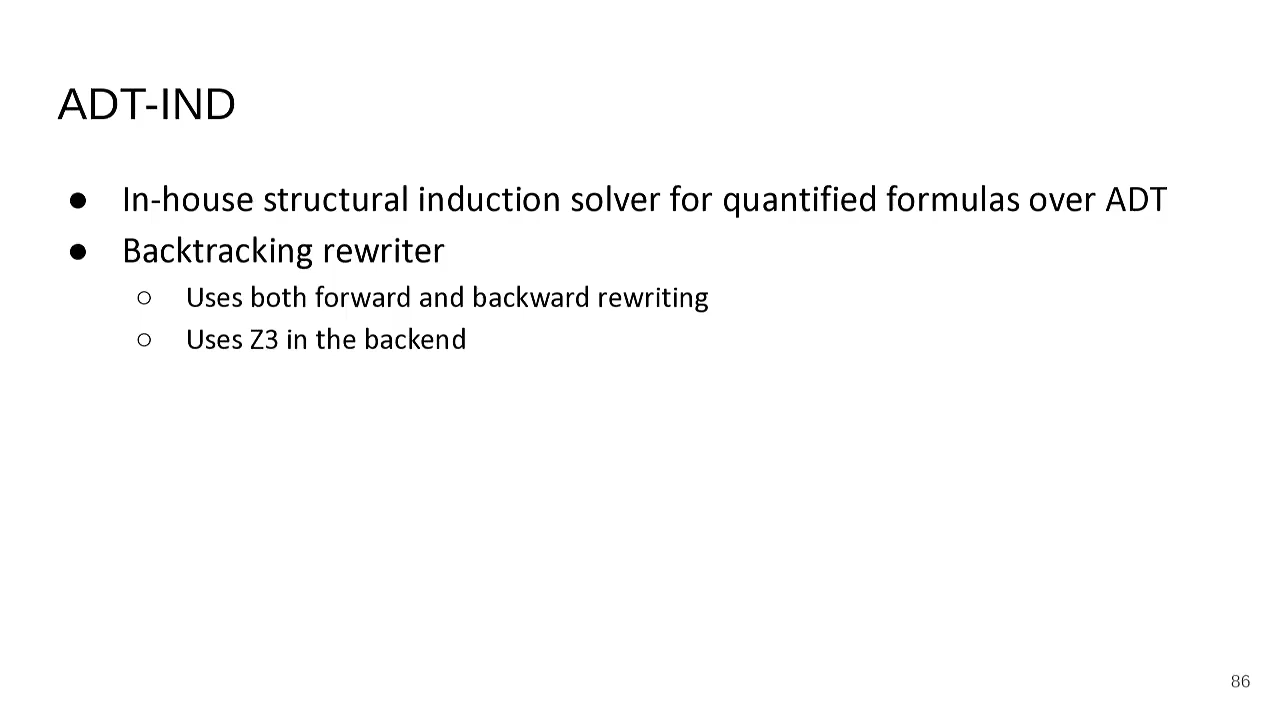 ADT-IND
● In-house structural induction solver for quantified formulas over ADT
● Backtracking rewriter
○ Uses both forward and backward rewriting
○ Uses Z3 in the backend
86